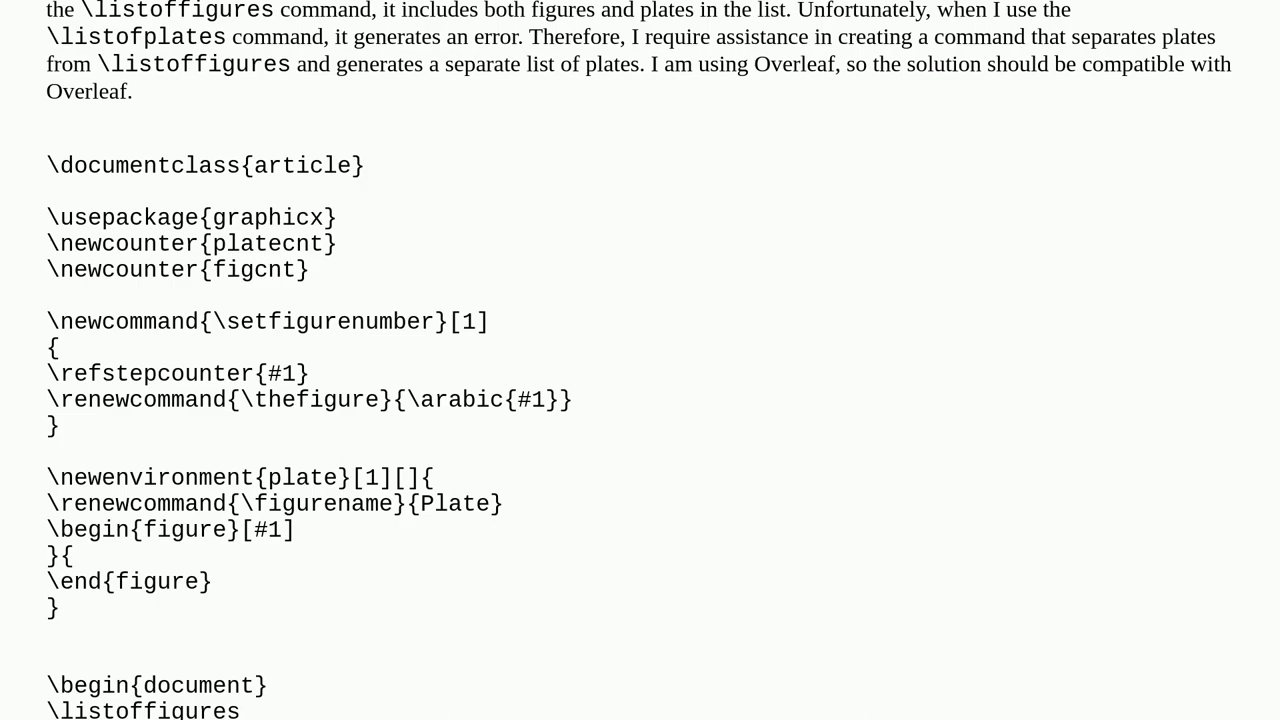 the \listoffigures command, it includes both figures and plates in the list. Unfortunately, when I use the
\listofplates command, it generates an error. Therefore, I require assistance in creating a command that separates plates
from \listoffigures and generates a separate list of plates. I am using Overleaf, so the solution should be compatible with
Overleaf.
\documentclass{article}
\usepackage{graphicx}
\newcounter{platecnt}
\newcounter{figcnt}
\newcommand{\setfigurenumber}[1]
{
\refstepcounter{#1}
\renewcommand{\thefigure}{\arabic{#1}}
}
\newenvironment{plate}[1][]{
\renewcommand{\figurename}{Plate}
\begin{figure}[#1]
}{
\end{figure}
}
\begin{document}
\listoffigures